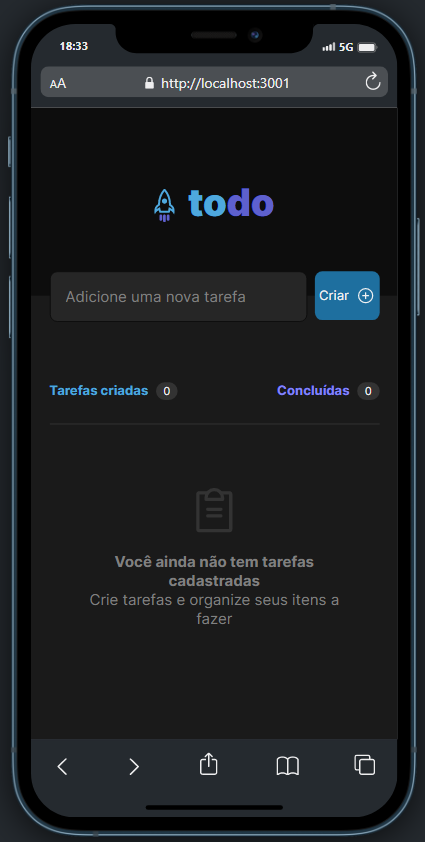 18:33
5G
AA
http://localhost:3001
todo
Adicione uma nova tarefa
Criar
Tarefas criadas 0
Concluídas 0
Você ainda não tem tarefas
cadastradas
Crie tarefas e organize seus itens a
fazer